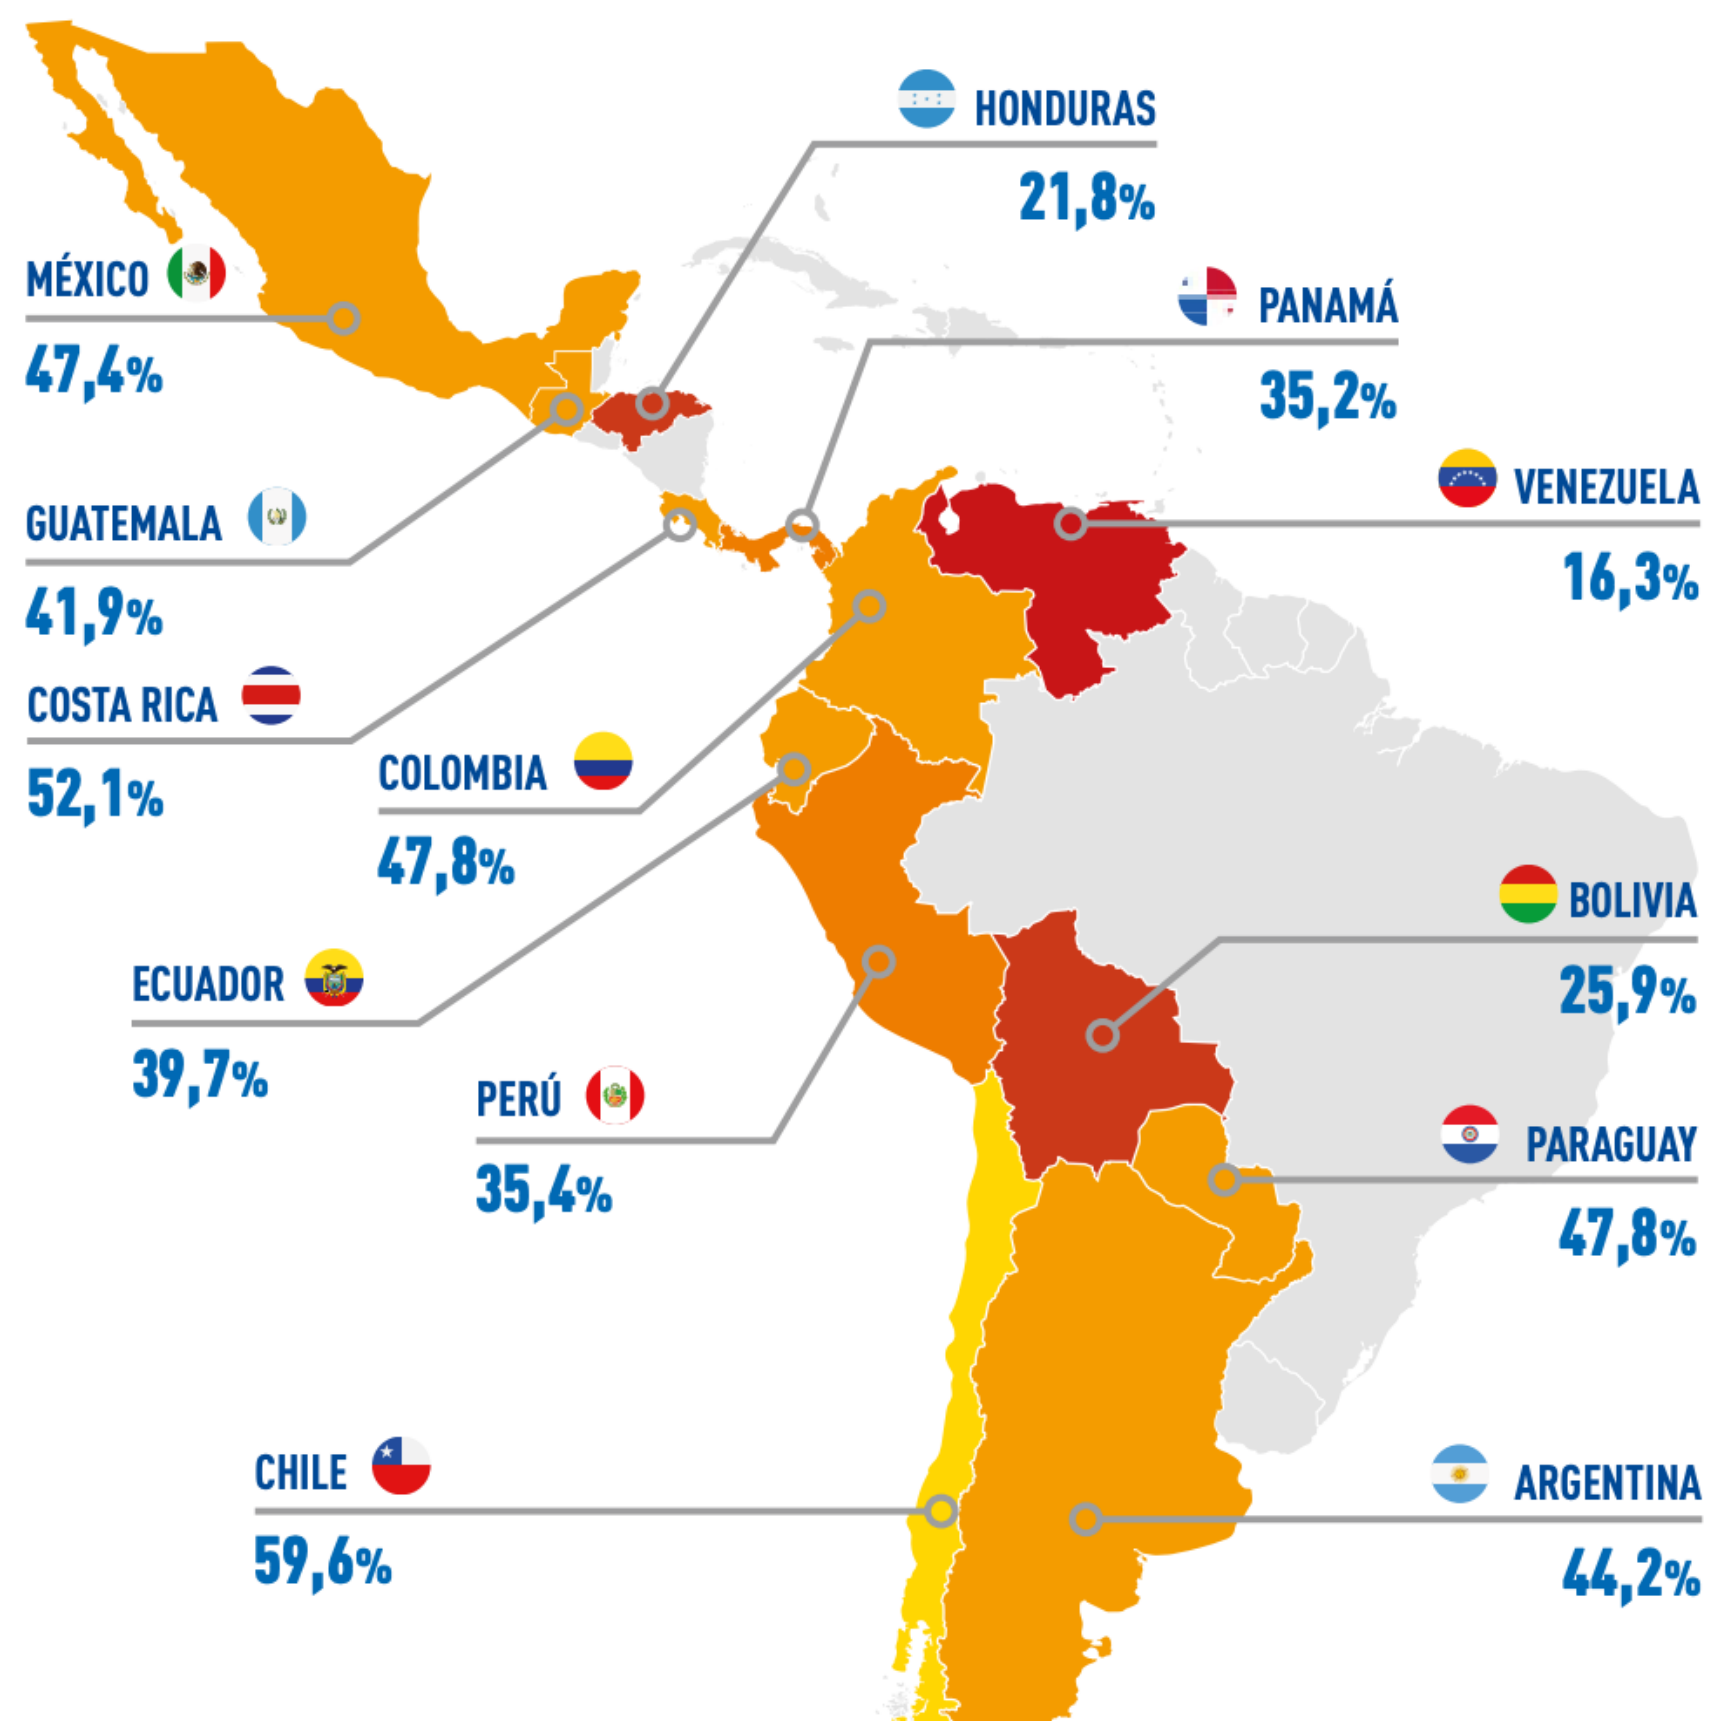 HONDURAS
21,8%
PANAMÁ
35,2%
MÉXICO
47,4%
VENEZUELA
16,3%
GUATEMALA
41,9%
COSTA RICA
52,1%
COLOMBIA
47,8%
BOLIVIA
25,9%
ECUADOR
39,7%
PERÚ
35,4%
PARAGUAY
47,8%
CHILE
59,6%
ARGENTINA
44,2%